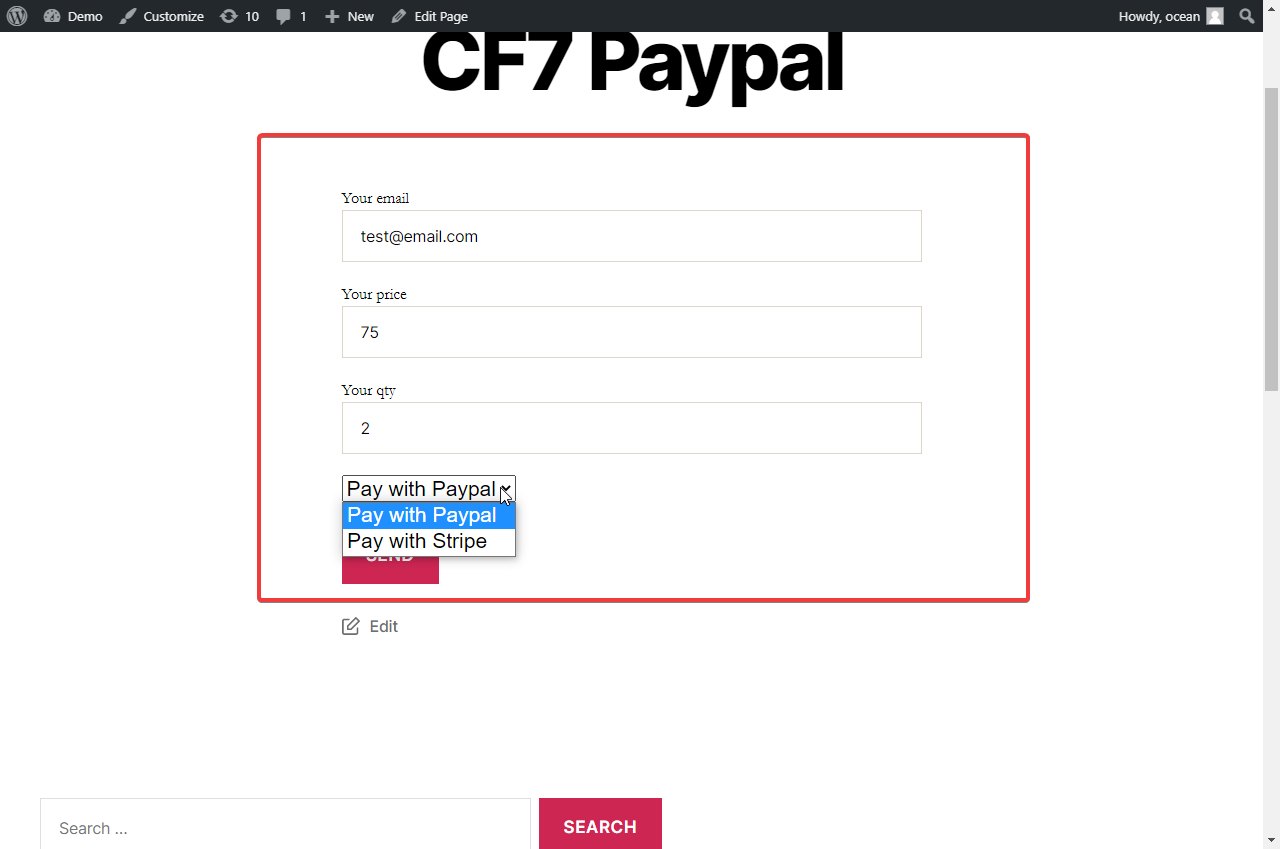 Demo Customize 10 1 New Edit Page Howdy, ocean
CF7 Paypal
Your email
test@email.com
Your price
75
Your qty
2
Pay with Paypal
Pay with Paypal
Pay with Stripe
SEND
Edit
Search …
SEARCH